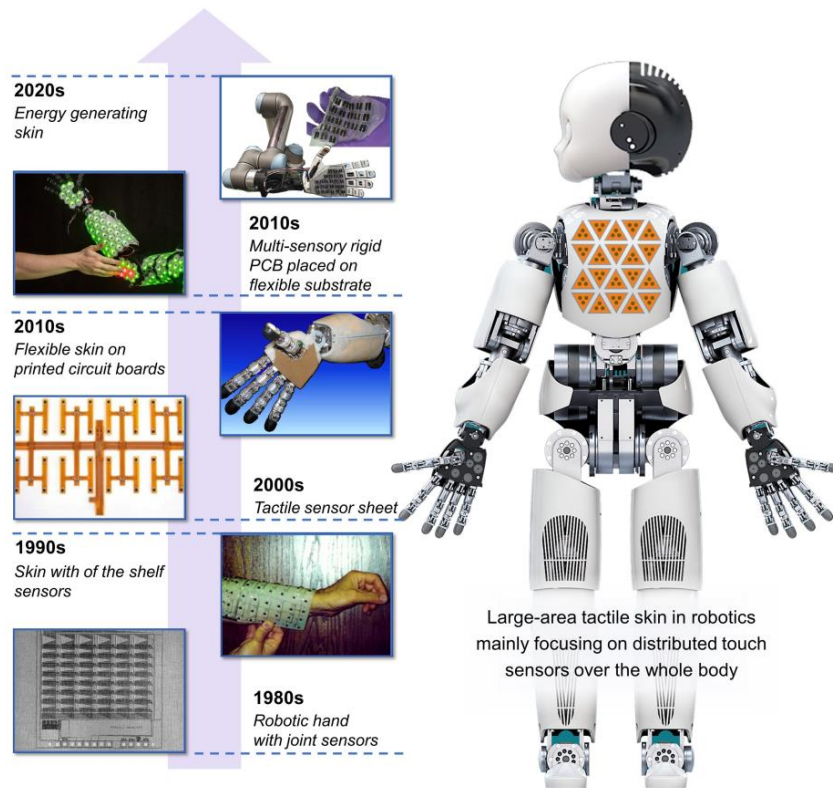 2020s
Energy generating
skin
2010s
Multi-sensory rigid
PCB placed on
flexible substrate
2010s
Flexible skin on
printed circuit boards
2000s
Tactile sensor sheet
1990s
Skin with of the shelf
sensors
1980s
Robotic hand
with joint sensors
Large-area tactile skin in robotics
mainly focusing on distributed touch
sensors over the whole body